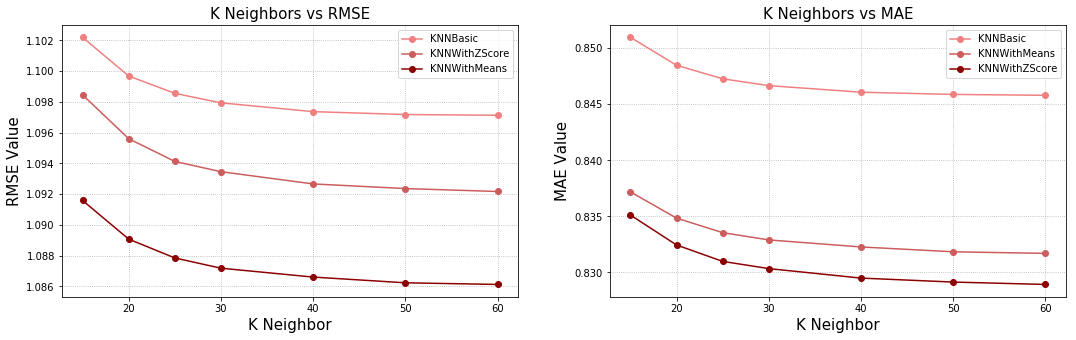 K Neighbors vs RMSE
1.102
1.100
1.098
1.096
1.094
1.092
1.090
1.088
1.086
RMSE Value
KNNBasic
KNNWithZScore
KNNWithMeans
20
30
40
50
60
K Neighbor
K Neighbors vs MAE
0.850
0.845
0.840
0.835
0.830
MAE Value
KNNBasic
KNNWithMeans
KNNWithZScore
20
30
40
50
60
K Neighbor